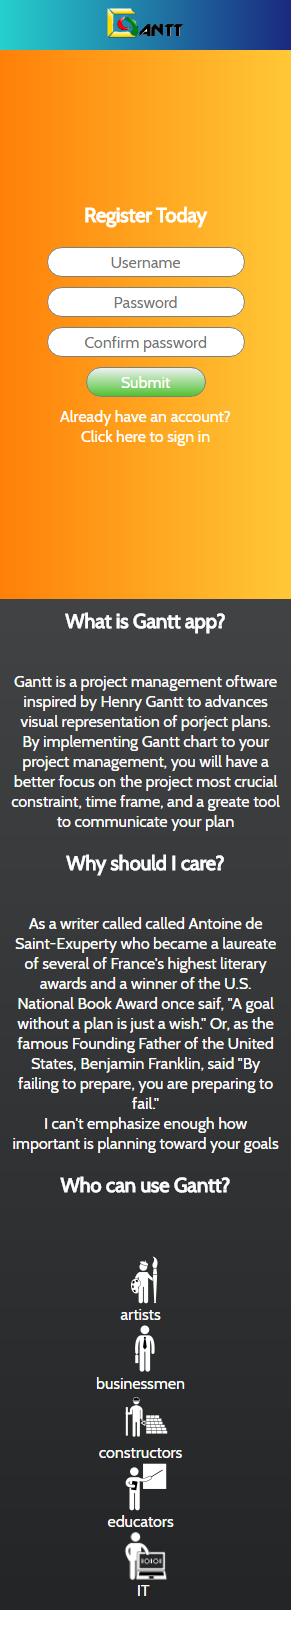 GANTT
Register Today
Username
Password
Confirm password
Submit
Already have an account?
Click here to sign in
What is Gantt app?
Gantt is a project management oftware
inspired by Henry Gantt to advances
visual representation of porject plans.
By implementing Gantt chart to your
project management, you will have a
better focus on the project most crucial
constraint, time frame, and a greate tool
to communicate your plan
Why should I care?
As a writer called called Antoine de
Saint-Experty who became a laureate
of several of France's highest literary
awards and a winner of the U.S.
National Book Award once saif, "A goal
without a plan is just a wish." Or, as the
famous Founding Father of the United
States, Benjamin Franklin, said "By
failing to prepare, you are preparing to
fail."
I can't emphasize enough how
important is planning toward your goals
Who can use Gantt?
artists
businessmen
constructors
educators
IT